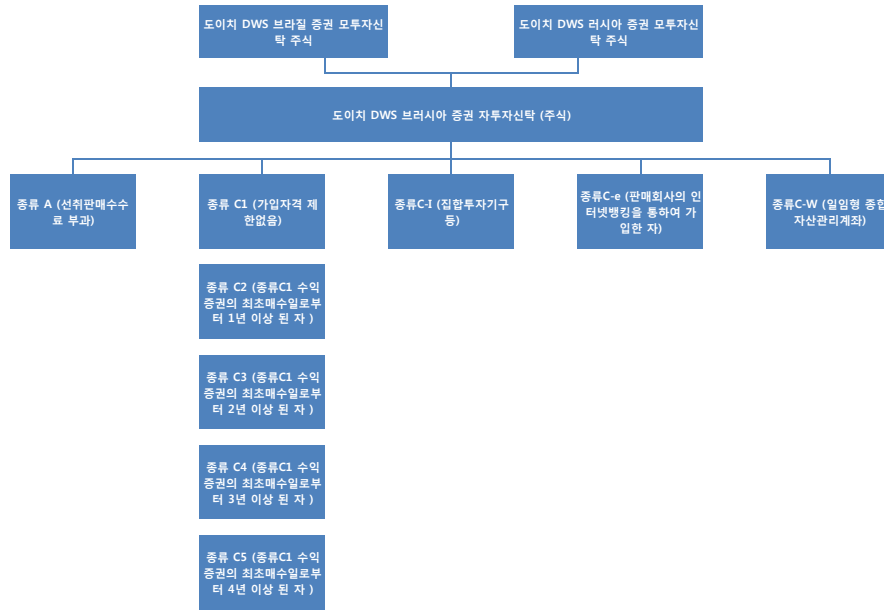 도이치 DWS 브라질 증권 모투자신
탁 주식
도이치 DWS 러시아 증권 모투자신
탁 주식
도이치 DWS 브러시아 증권 자투자신탁 (주식)
종류 A (선취판매수수
료 부과)
종류 C1 (가입자격 제
한없음)
종류C-I (집합투자기구
등)
종류C-e (판매회사의 인
터넷뱅킹을 통하여 가
입한 자)
종류C-W (일임형 종합
자산관리계좌)
종류 C2 (종류C1 수익
증권의 최초매수일로부
터 1년 이상 된 자 )
종류 C3 (종류C1 수익
증권의 최초매수일로부
터 2년 이상 된 자 )
종류 C4 (종류C1 수익
증권의 최초매수일로부
터 3년 이상 된 자 )
종류 C5 (종류C1 수익
증권의 최초매수일로부
터 4년 이상 된 자 )